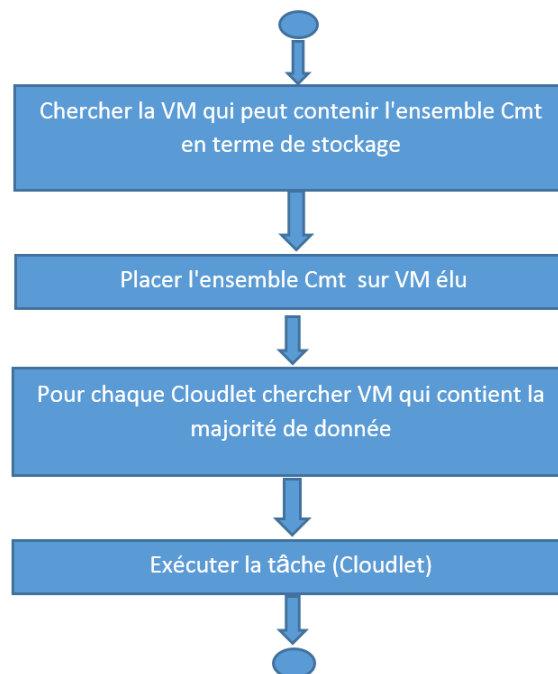 Chercher la VM qui peut contenir l'ensemble Cmt
en terme de stockage
Placer l'ensemble Cmt sur VM élu
Pour chaque Cloudlet chercher VM qui contient la
majorité de donnée
Exécuter la tâche (Cloudlet)